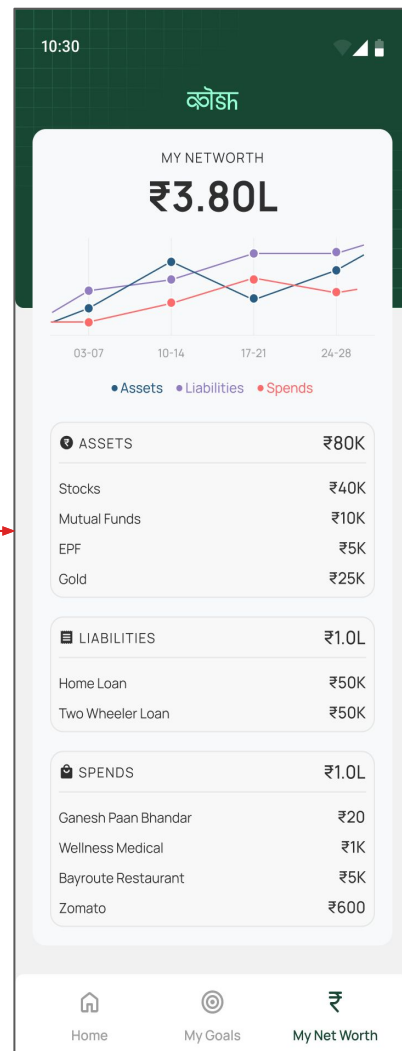 10:30
कोश
MY NETWORTH
₹3.80L
03-07 10-14 17-21 24-28
Assets Liabilities Spends
ASSETS ₹80K
Stocks ₹40K
Mutual Funds ₹10K
EPF ₹5K
Gold ₹25K
LIABILITIES ₹1.0L
Home Loan ₹50K
Two Wheeler Loan ₹50K
SPENDS ₹1.0L
Ganesh Paan Bhandar ₹20
Wellness Medical ₹1K
Bayroute Restaurant ₹5K
Zomato ₹600
Home My Goals ₹ My Net Worth